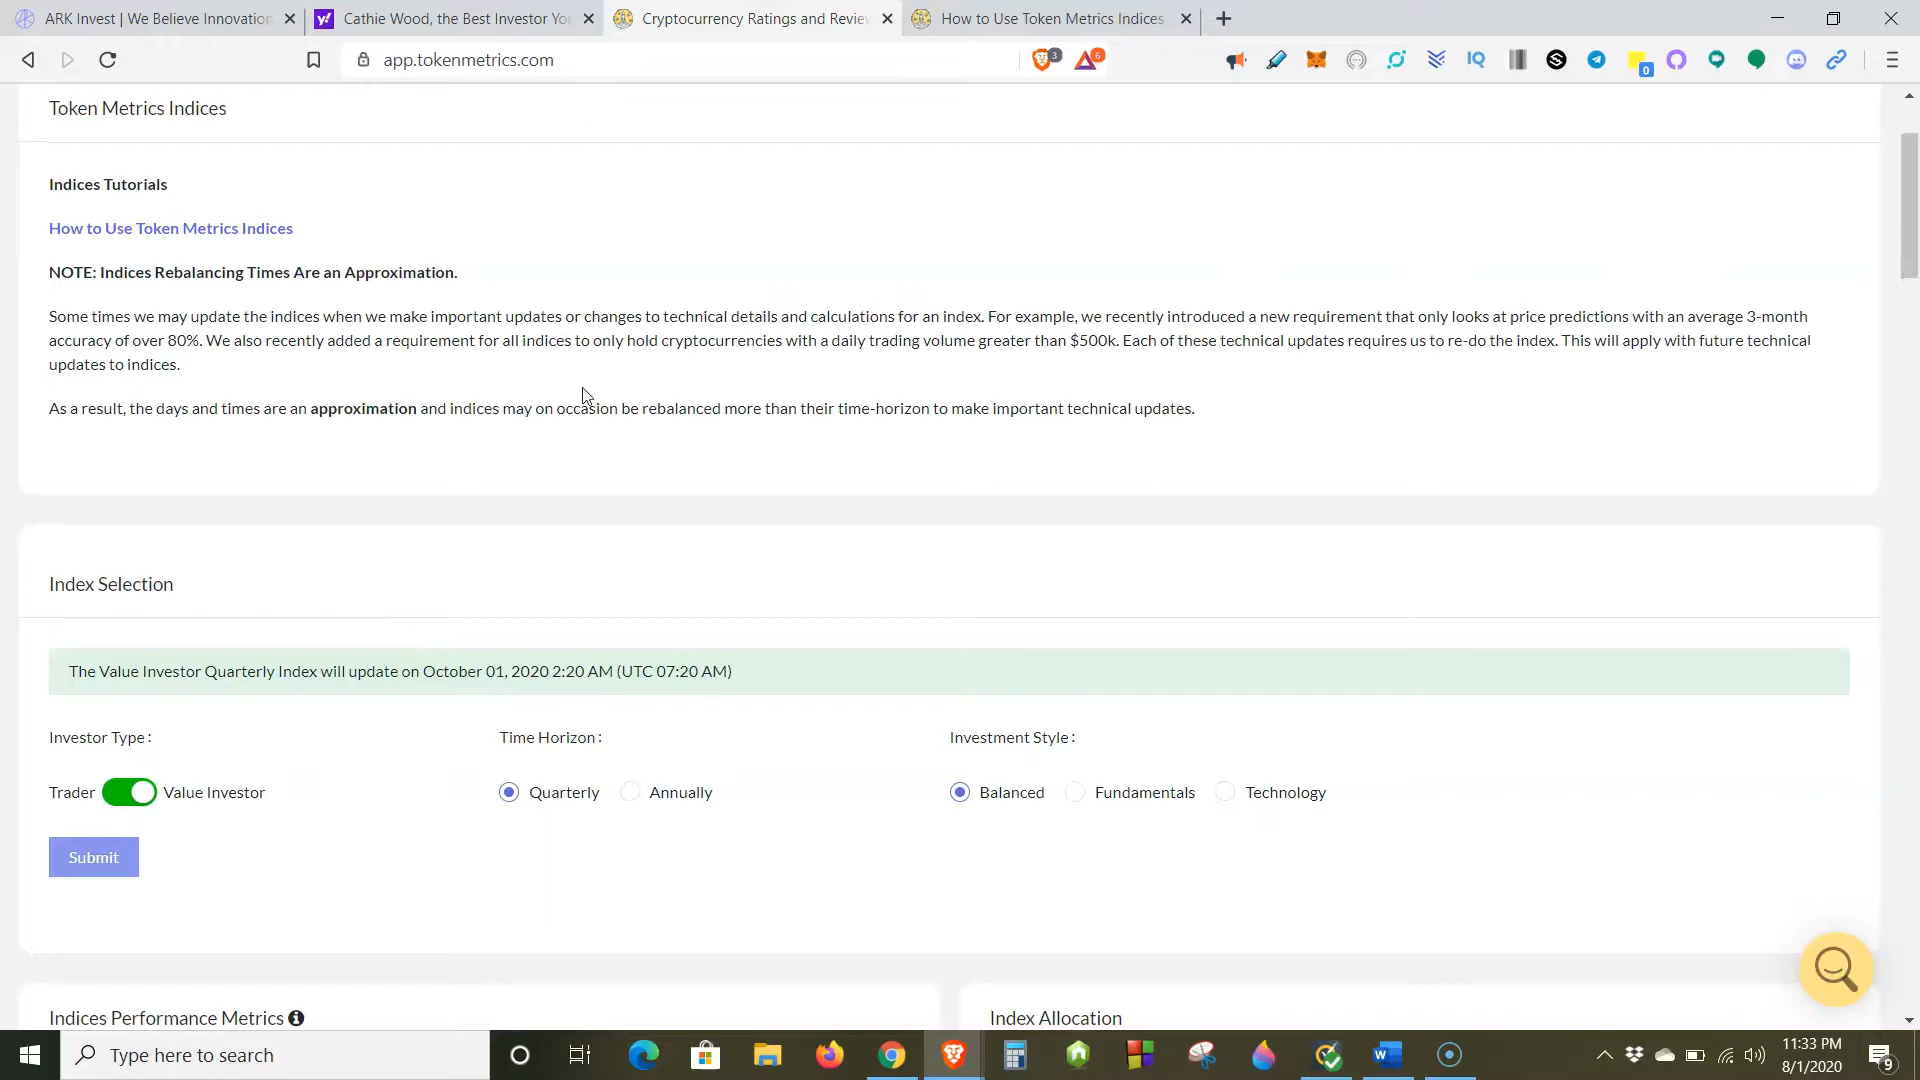 ARK Invest | We Believe Innovation
Cathie Wood, the Best Investor Yo
Cryptocurrency Ratings and Revie
How to Use Token Metrics Indices
app.tokenmetrics.com
3
6
IQ
0
Token Metrics Indices
Indices Tutorials
How to Use Token Metrics Indices
NOTE: Indices Rebalancing Times Are an Approximation.
Some times we may update the indices when we make important updates or changes to technical details and calculations for an index. For example, we recently introduced a new requirement that only looks at price predictions with an average 3-month
accuracy of over 80%. We also recently added a requirement for all indices to only hold cryptocurrencies with a daily trading volume greater than $500k. Each of these technical updates requires us to re-do the index. This will apply with future technical
updates to indices.
As a result, the days and times are an approximation and indices may on occasion be rebalanced more than their time-horizon to make important technical updates.
Index Selection
The Value Investor Quarterly Index will update on October 01, 2020 2:20 AM (UTC 07:20 AM)
Investor Type :
Time Horizon :
Investment Style :
Trader
Value Investor
Quarterly
Annually
Balanced
Fundamentals
Technology
Submit
Indices Performance Metrics
Index Allocation
Type here to search
11:33 PM
8/1/2020
9